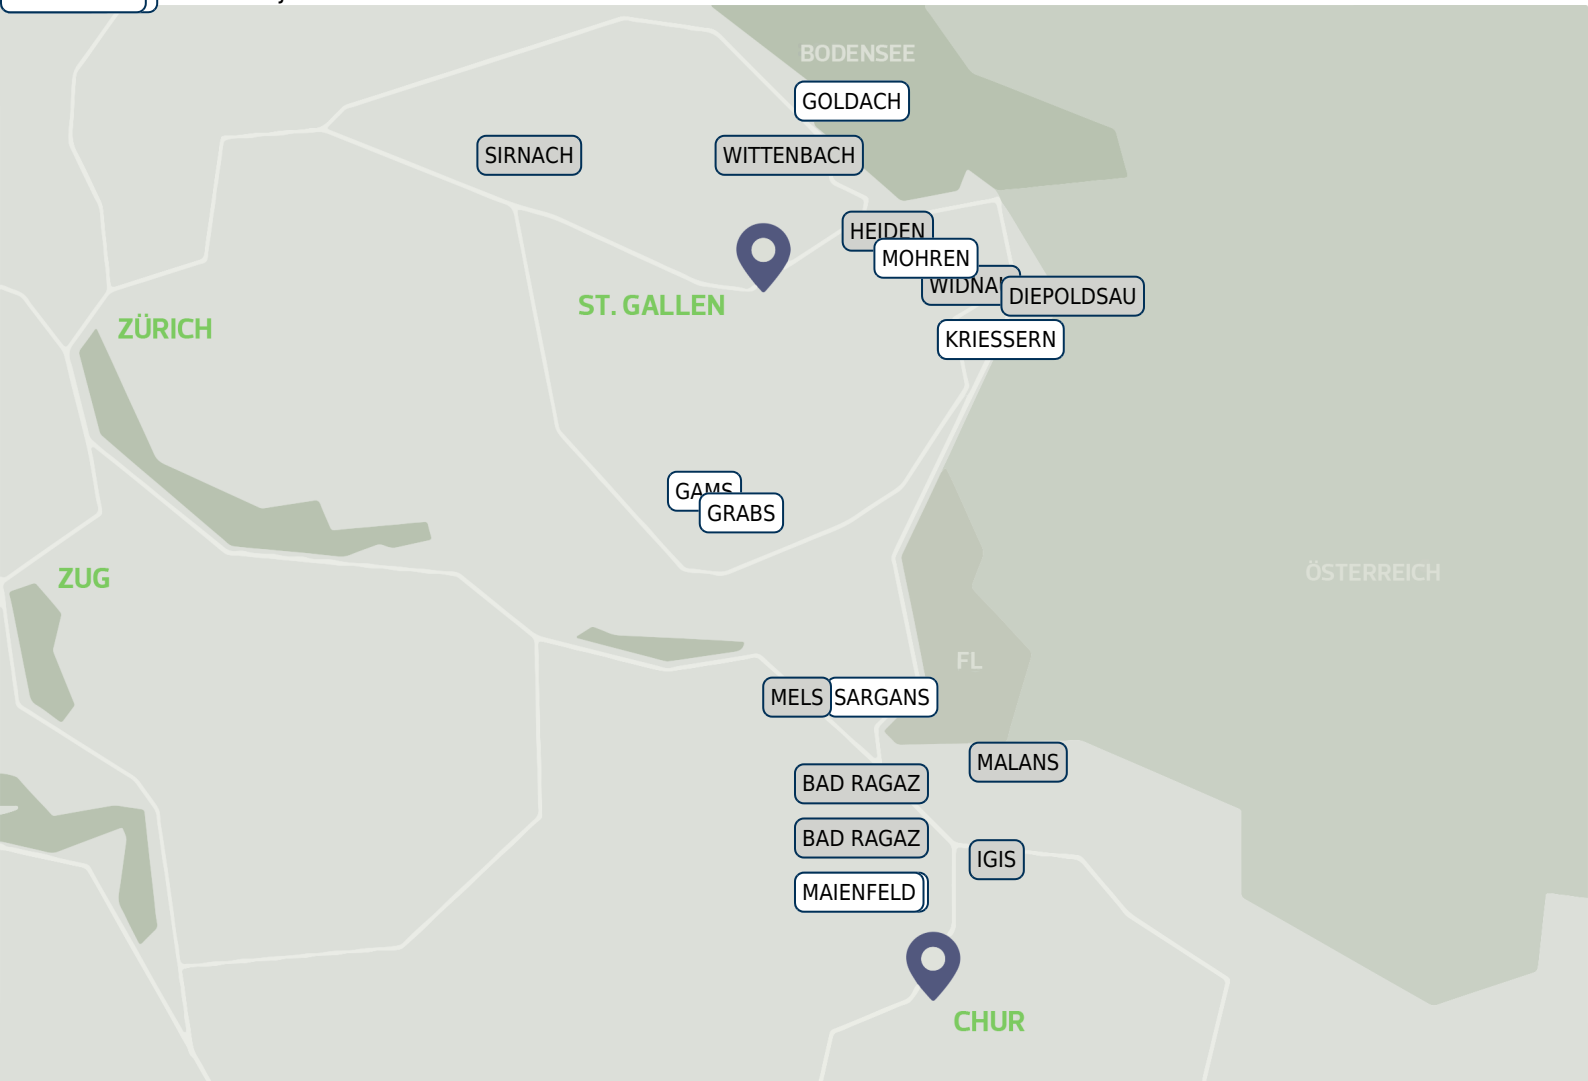 BODENSEE
GOLDACH
SIRNACH
WITTENBACH
HEIDEN
MOHREN
DIEPOLDSAU
ST. GALLEN
ZÜRICH
KRIESSERN
GAMS
GRABS
ÖSTERREICH
ZUG
FL
MELS
SARGANS
MALANS
BAD RAGAZ
BAD RAGAZ
IGIS
MAIENFELD
CHUR